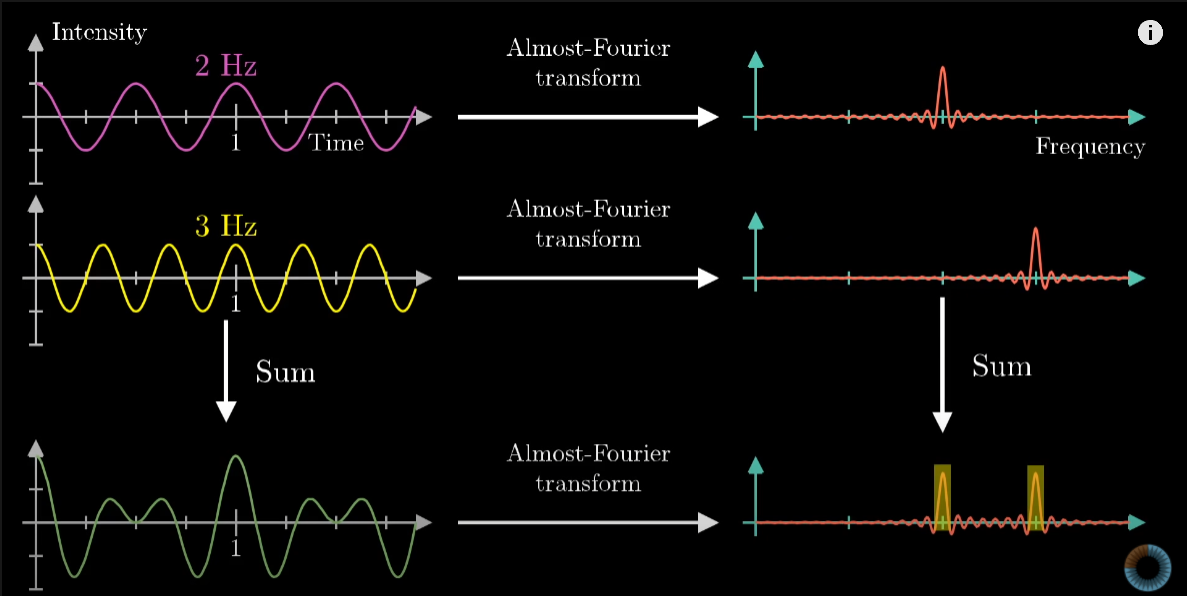 Intensity
2 Hz
1
Time
Almost-Fourier
transform
Frequency
i
3 Hz
1
Almost-Fourier
transform
Sum
Sum
1
Almost-Fourier
transform